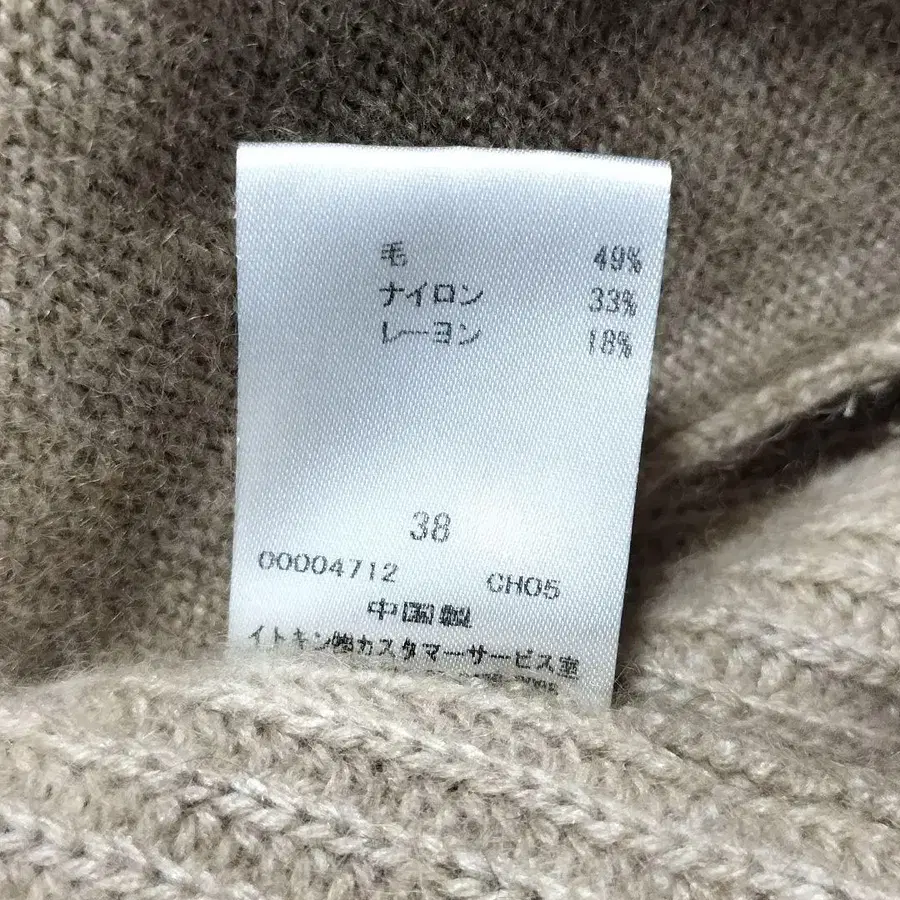 毛 49%
ナイロン 33%
レーヨン 18%
38
00004712 CH05
中国製
イトキン㈱カスタマーサービス室